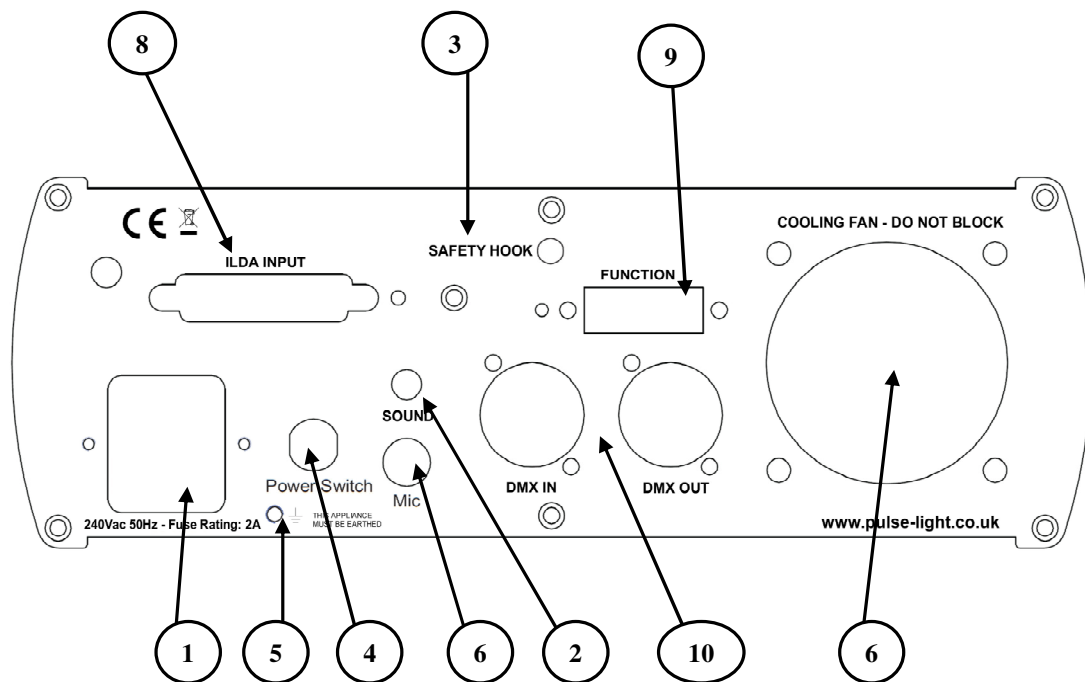 8
3
9
CE
COOLING FAN - DO NOT BLOCK
SAFETY HOOK
ILDA INPUT
FUNCTION
SOUND
Power Switch
Mic
DMX IN
DMX OUT
240Vac 50Hz - Fuse Rating: 2A
THIS APPLIANCE
MUST BE EARTHED
www.pulse-light.co.uk
1
5
4
6
2
10
6